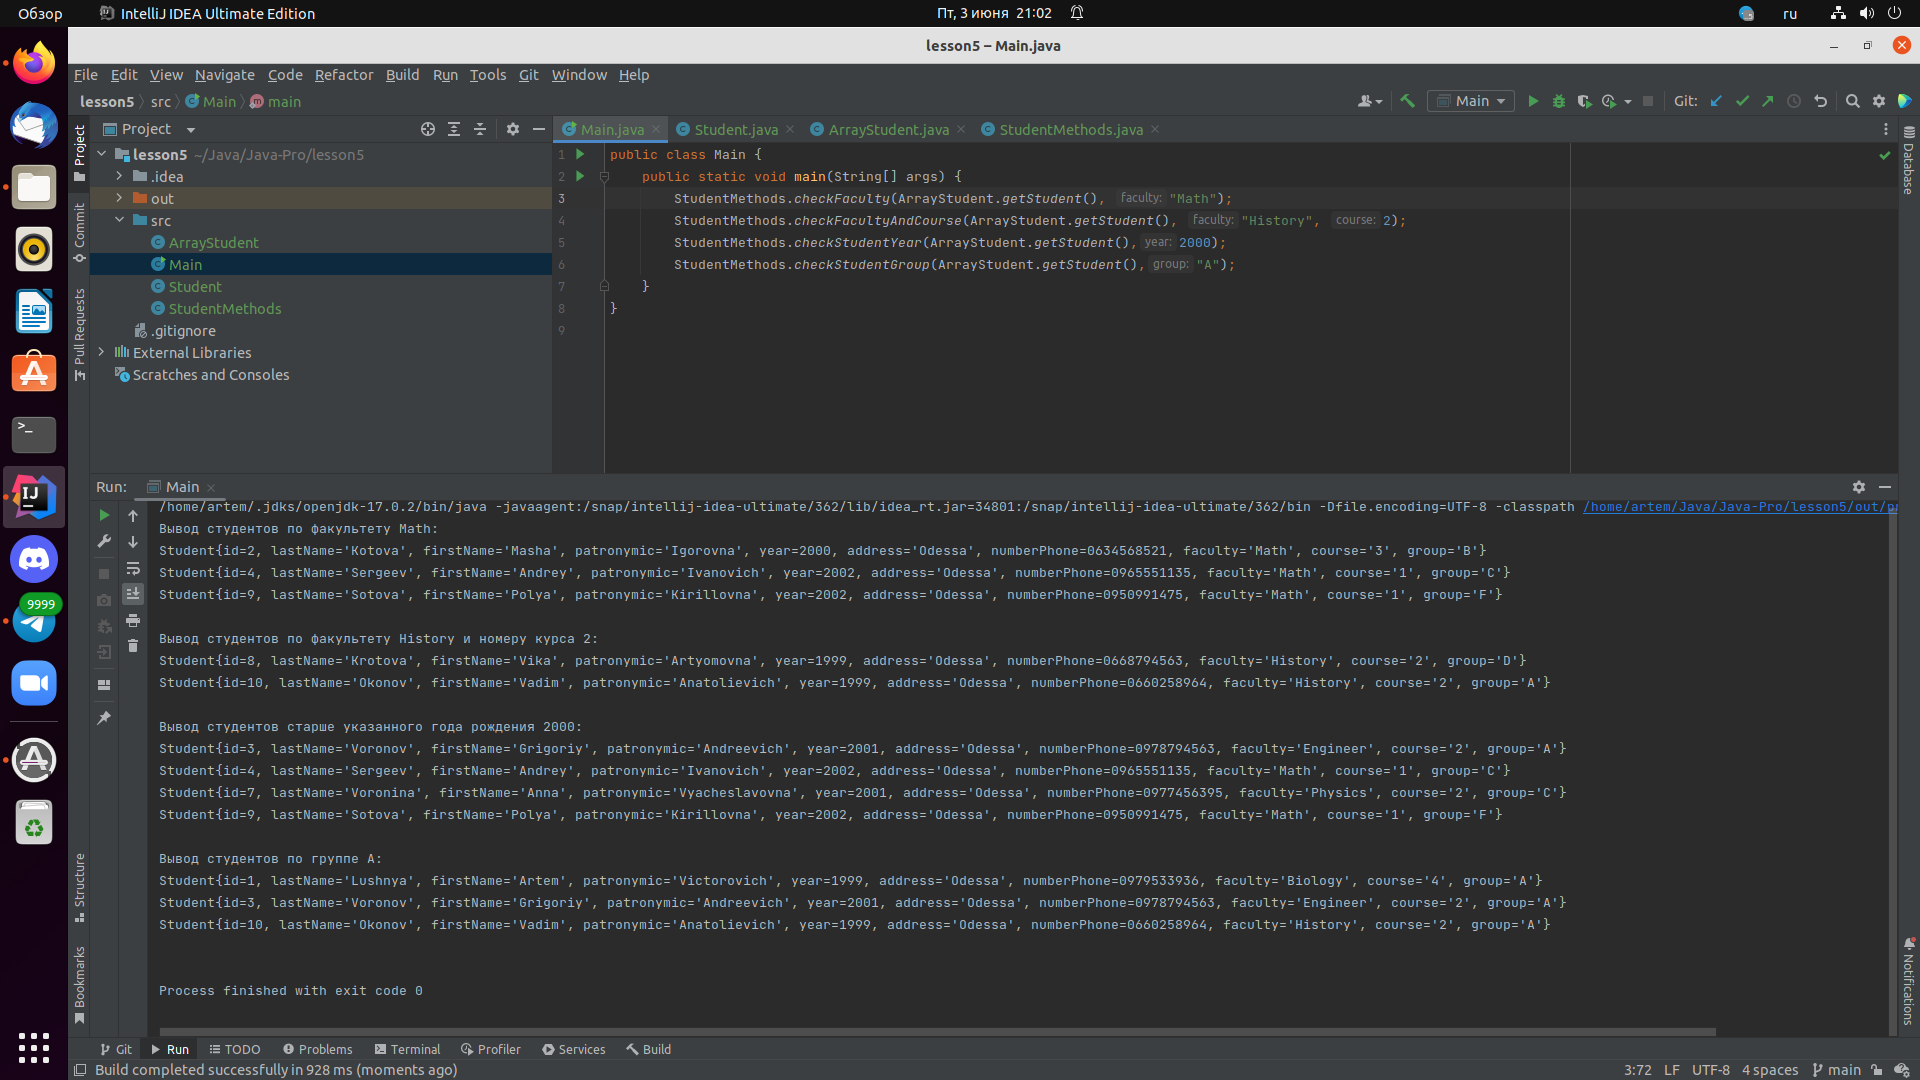 Обзор IntelliJ IDEA Ultimate Edition Пт, 3 июня 21:02 ru
lesson5 – Main.java
File Edit View Navigate Code Refactor Build Run Tools Git Window Help
lesson5 src Main main Main Git:
Project
Main.java Student.java ArrayStudent.java StudentMethods.java
lesson5 ~/Java/Java-Pro/lesson5
.idea
out
src
ArrayStudent
Main
Student
StudentMethods
.gitignore
External Libraries
Scratches and Consoles
1 public class Main {
2 public static void main(String[] args) {
3 StudentMethods.checkFaculty(ArrayStudent.getStudent(), faculty: "Math");
4 StudentMethods.checkFacultyAndCourse(ArrayStudent.getStudent(), faculty: "History", course: 2);
5 StudentMethods.checkStudentYear(ArrayStudent.getStudent(), year: 2000);
6 StudentMethods.checkStudentGroup(ArrayStudent.getStudent(), group: "A");
7 }
8 }
9
Project
Commit
Pull Requests
Database
Run: Main
/home/artem/.jdks/openjdk-17.0.2/bin/java -javaagent:/snap/intellij-idea-ultimate/362/lib/idea_rt.jar=34801:/snap/intellij-idea-ultimate/362/bin -Dfile.encoding=UTF-8 -classpath /home/artem/Java/Java-Pro/lesson5/out/pr
Вывод студентов по факультету Math:
Student{id=2, lastName='Kotova', firstName='Masha', patronymic='Igorovna', year=2000, address='Odessa', numberPhone=0634568521, faculty='Math', course='3', group='B'}
Student{id=4, lastName='Sergeev', firstName='Andrey', patronymic='Ivanovich', year=2002, address='Odessa', numberPhone=0965551135, faculty='Math', course='1', group='C'}
Student{id=9, lastName='Sotova', firstName='Polya', patronymic='Kirillovna', year=2002, address='Odessa', numberPhone=0950991475, faculty='Math', course='1', group='F'}
Вывод студентов по факультету History и номеру курса 2:
Student{id=8, lastName='Krotova', firstName='Vika', patronymic='Artyomovna', year=1999, address='Odessa', numberPhone=0668794563, faculty='History', course='2', group='D'}
Student{id=10, lastName='Okonov', firstName='Vadim', patronymic='Anatolievich', year=1999, address='Odessa', numberPhone=0660258964, faculty='History', course='2', group='A'}
Вывод студентов старше указанного года рождения 2000:
Student{id=3, lastName='Voronov', firstName='Grigoriy', patronymic='Andreevich', year=2001, address='Odessa', numberPhone=0978794563, faculty='Engineer', course='2', group='A'}
Student{id=4, lastName='Sergeev', firstName='Andrey', patronymic='Ivanovich', year=2002, address='Odessa', numberPhone=0965551135, faculty='Math', course='1', group='C'}
Student{id=7, lastName='Voronina', firstName='Anna', patronymic='Vyacheslavovna', year=2001, address='Odessa', numberPhone=0977456395, faculty='Physics', course='2', group='C'}
Student{id=9, lastName='Sotova', firstName='Polya', patronymic='Kirillovna', year=2002, address='Odessa', numberPhone=0950991475, faculty='Math', course='1', group='F'}
Вывод студентов по группе A:
Student{id=1, lastName='Lushnya', firstName='Artem', patronymic='Victorovich', year=1999, address='Odessa', numberPhone=0979533936, faculty='Biology', course='4', group='A'}
Student{id=3, lastName='Voronov', firstName='Grigoriy', patronymic='Andreevich', year=2001, address='Odessa', numberPhone=0978794563, faculty='Engineer', course='2', group='A'}
Student{id=10, lastName='Okonov', firstName='Vadim', patronymic='Anatolievich', year=1999, address='Odessa', numberPhone=0660258964, faculty='History', course='2', group='A'}
Process finished with exit code 0
9999
Structure
Bookmarks
Notifications
Git Run TODO Problems Terminal Profiler Services Build
Build completed successfully in 928 ms (moments ago) 3:72 LF UTF-8 4 spaces main